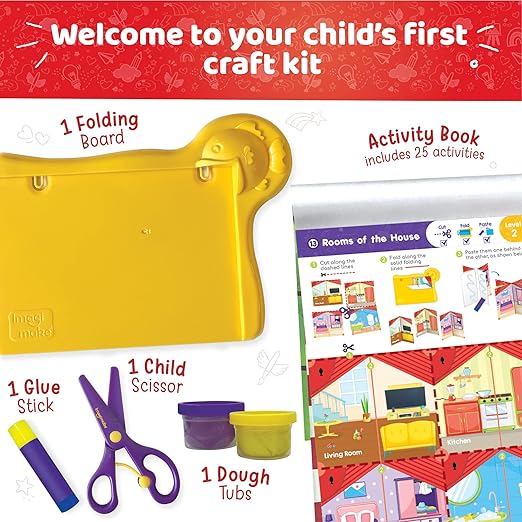 Welcome to your child's first
craft kit
1 Folding
Board
Activity Book
includes 25 activities
13 Rooms of the House
Cut
Fold
Paste
Level
2
1 Cut along the
dashed lines
2 Fold along the
solid folding
lines
3 Paste them one behind
the other, as shown below
imagi
make
1 Glue
Stick
1 Child
Scissor
1 Dough
Tubs
Living Room
Kitchen